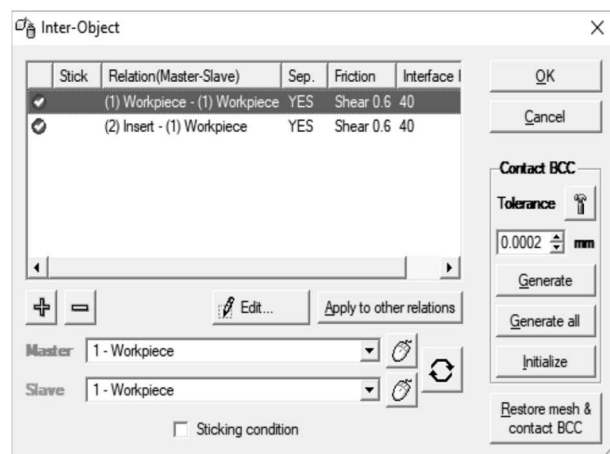 Inter-Object
Stick Relation(Master-Slave) Sep. Friction Interface I
(1) Workpiece - (1) Workpiece YES Shear 0.6 40
(2) Insert - (1) Workpiece YES Shear 0.6 40
OK
Cancel
Contact BCC
Tolerance
0.0002 mm
Generate
Generate all
Initialize
Restore mesh &
contact BCC
Edit...
Apply to other relations
Master 1 - Workpiece
Slave 1 - Workpiece
Sticking condition